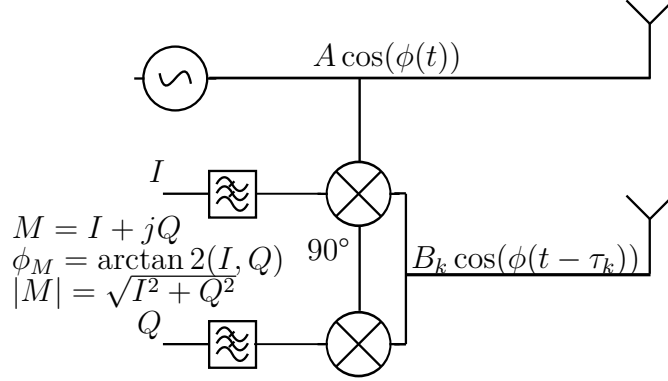 A cos(ϕ(t))
I
M = I + jQ
ϕ_M = arctan 2(I, Q)
|M| = √(I² + Q²)
90°
B_k cos(ϕ(t − τ_k))
Q